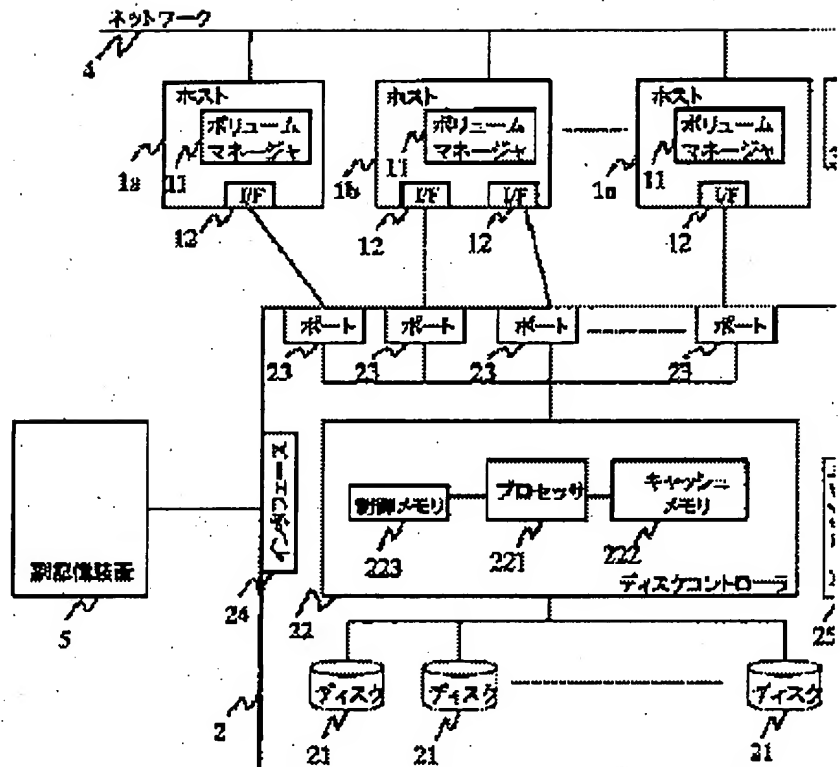 ネットワーク
4
ホスト
ボリューム
マネージャ
1a
11
I/F
12
ホスト
ボリューム
マネージャ
11
1b
I/F
I/F
12
12
ホスト
ボリューム
マネージャ
11
I/F
12
ポート
ポート
ポート
ポート
23
23
23
23
インタフェース
24
制御メモリ
プロセッサ
キャッシュ
メモリ
223
221
222
ディスクコントローラ
22
副記憶装置
5
25
ディスク
ディスク
ディスク
2
21
21
21